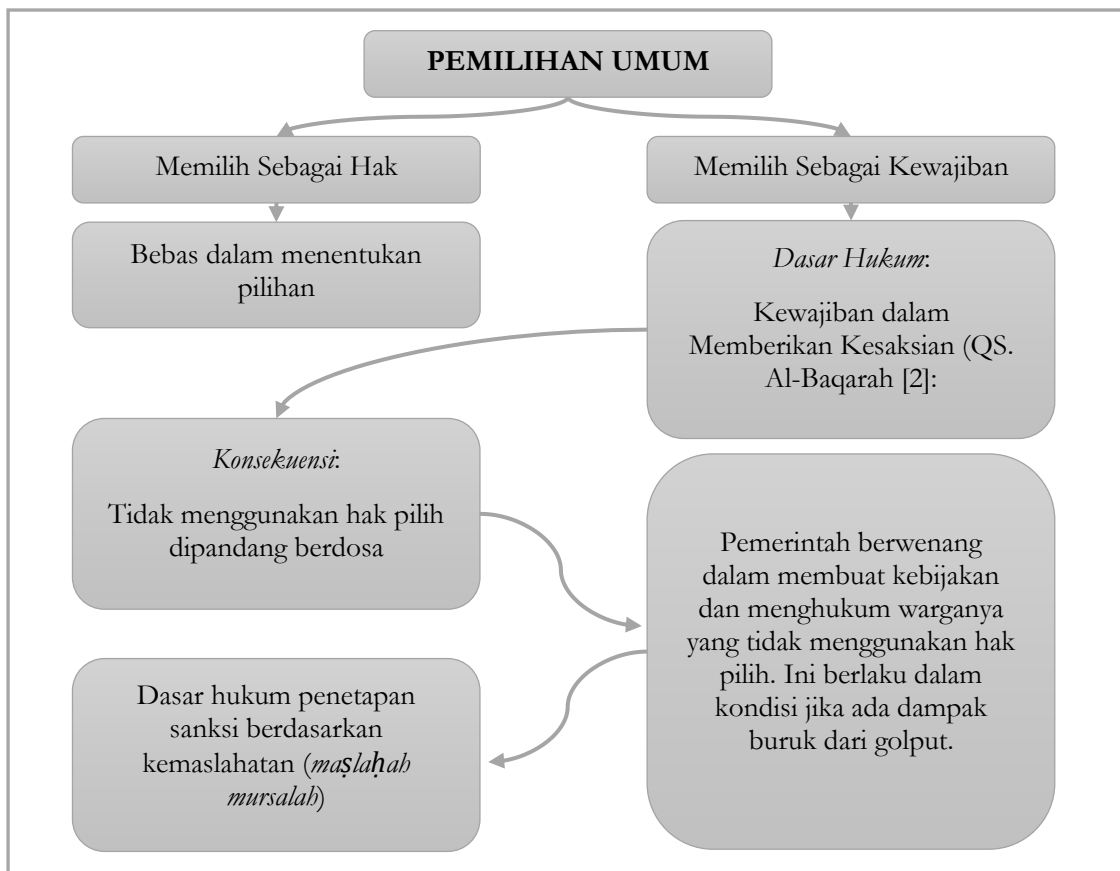 PEMILIHAN UMUM
Memilih Sebagai Hak
Memilih Sebagai Kewajiban
Bebas dalam menentukan
pilihan
Dasar Hukum:
Kewajiban dalam
Memberikan Kesaksian (QS.
Al-Baqarah [2]:
Konsekuensi:
Tidak menggunakan hak pilih
dipandang berdosa
Pemerintah berwenang
dalam membuat kebijakan
dan menghukum warganya
yang tidak menggunakan hak
pilih. Ini berlaku dalam
kondisi jika ada dampak
buruk dari golput.
Dasar hukum penetapan
sanksi berdasarkan
kemaslahatan (maṣlaḥah
mursalah)